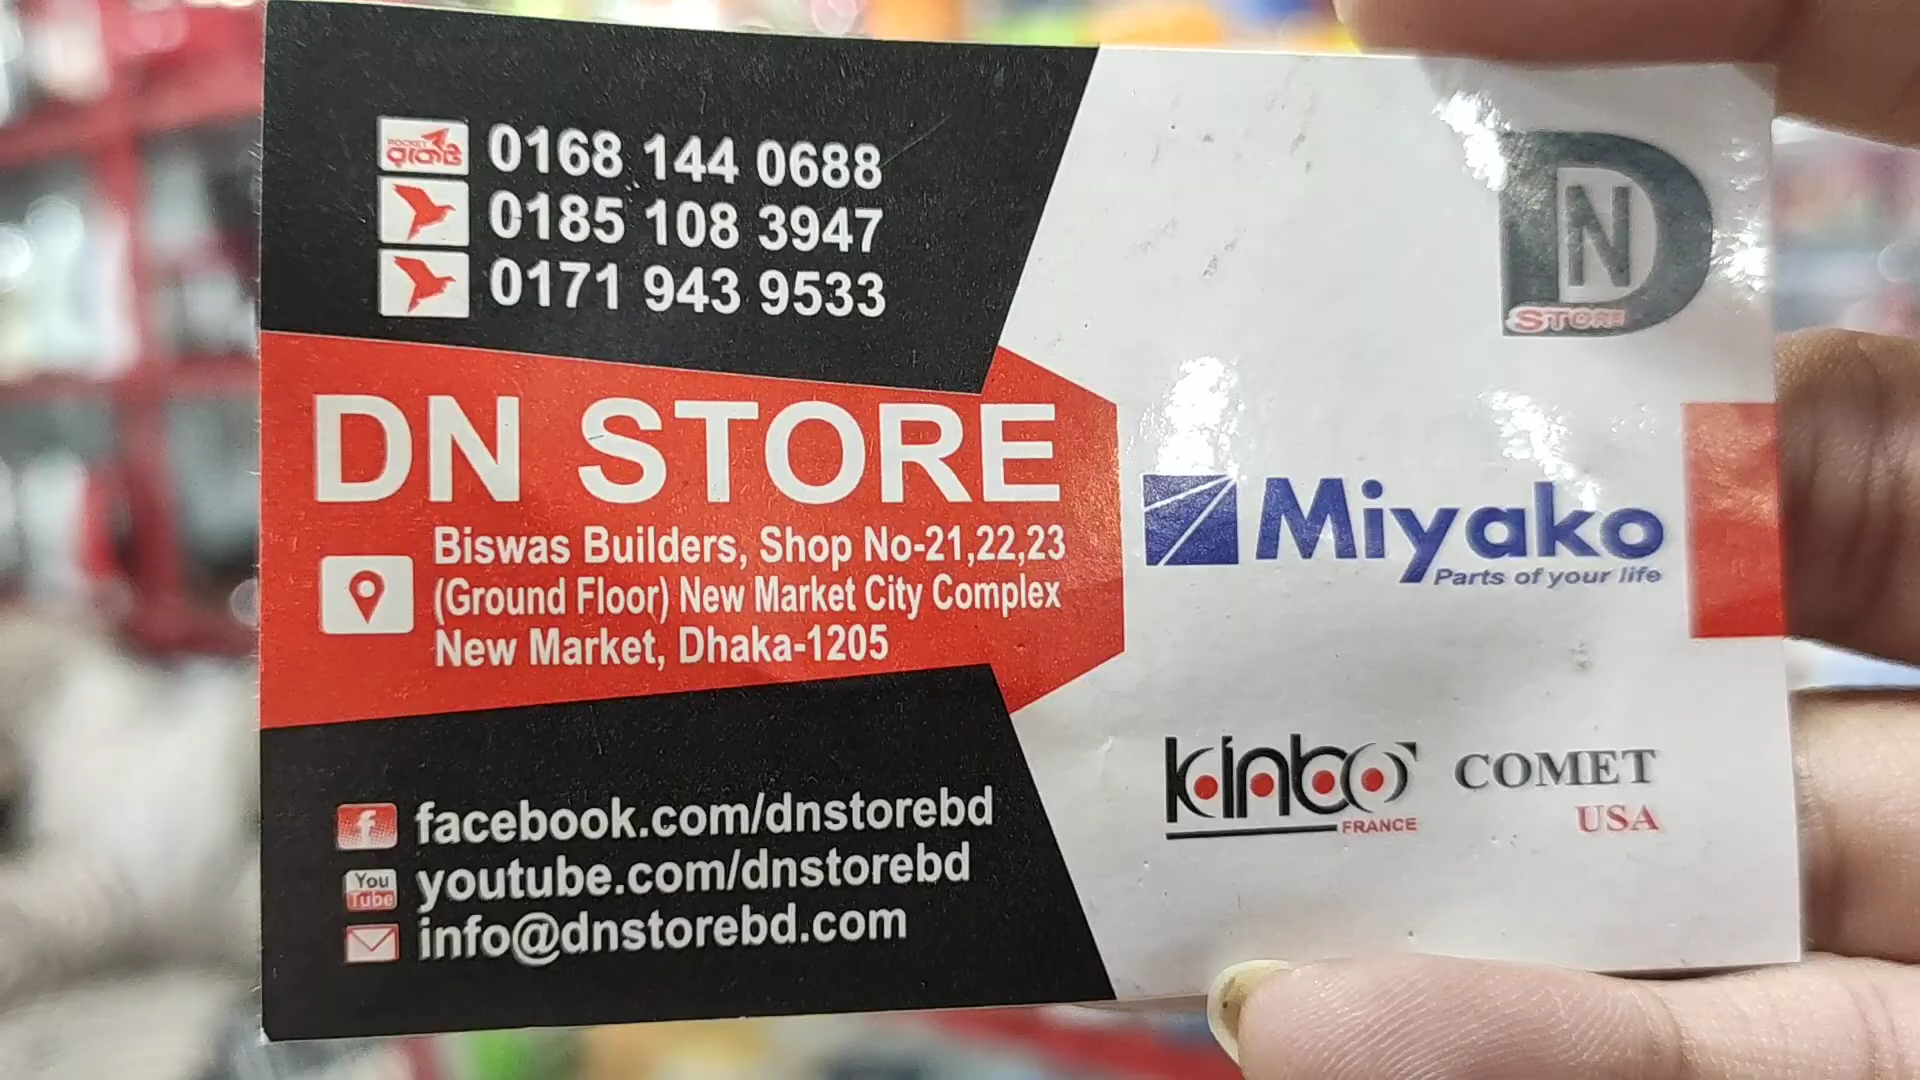 ROCKET
রকেট
0168 144 0688
0185 108 3947
0171 943 9533
DN STORE
Biswas Builders, Shop No-21,22,23
(Ground Floor) New Market City Complex
New Market, Dhaka-1205
f facebook.com/dnstorebd
You Tube youtube.com/dnstorebd
info@dnstorebd.com
DN
STORE
Miyako
Parts of your life
kinbo
FRANCE
COMET
USA